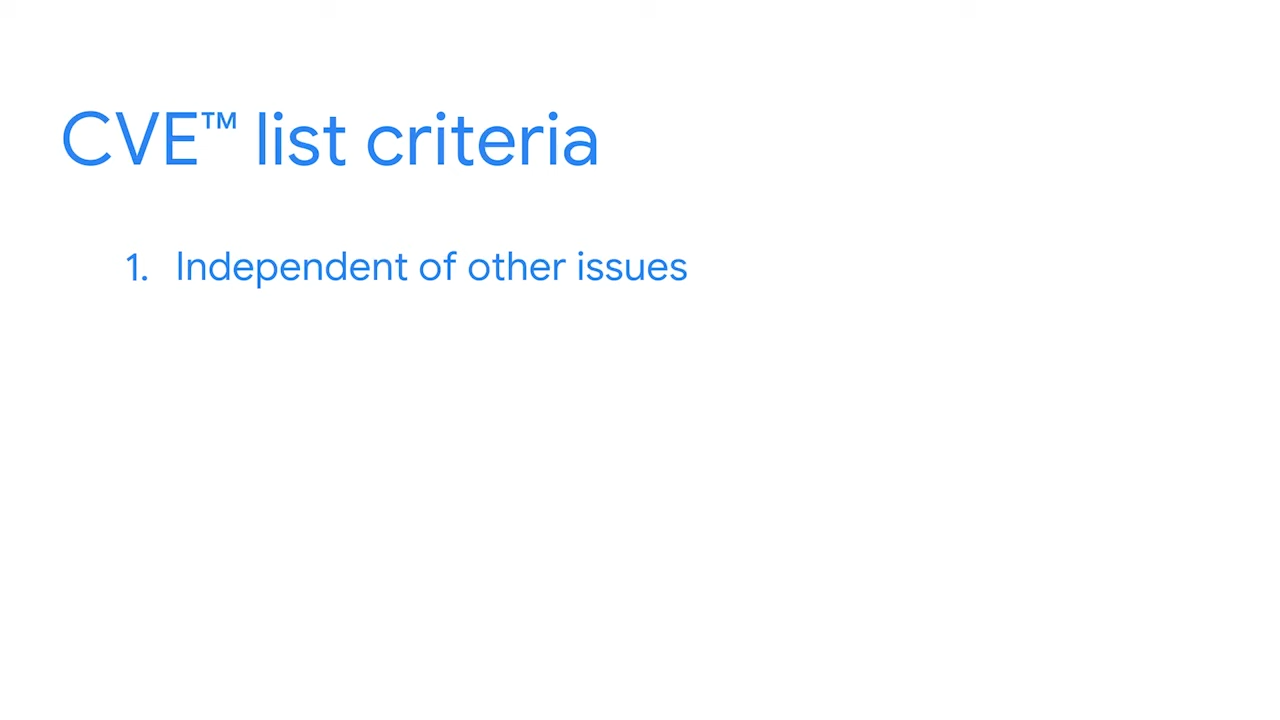 CVE™ list criteria
1. Independent of other issues